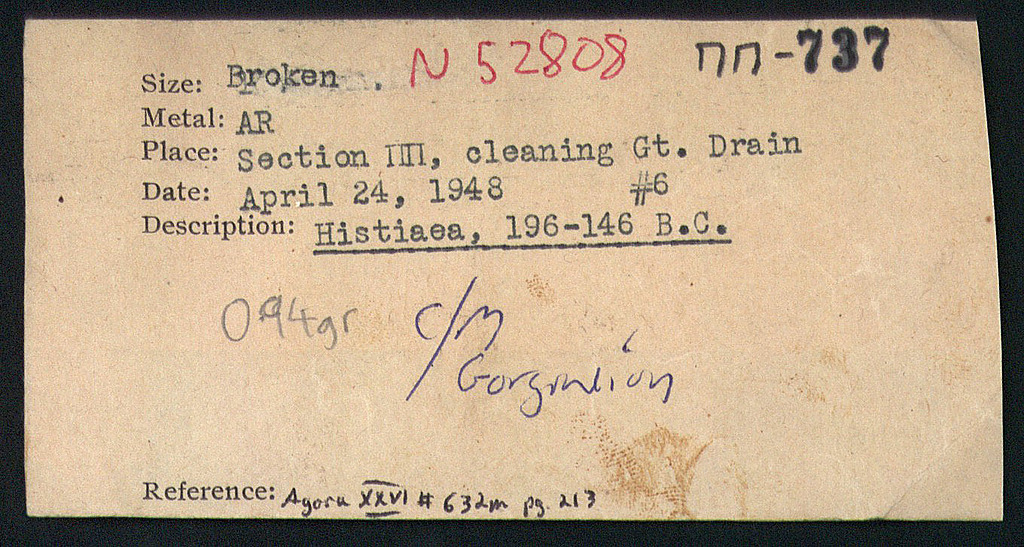 N 52808 ΠΠ-737
Size: Broken .
Metal: AR
Place: Section IIII, cleaning Gt. Drain
Date: April 24, 1948 #6
Description: Histiaea, 196-146 B.C.
0.94gr c/m
Gorgoneion
Reference: Agora XXVI # 632m pg. 213